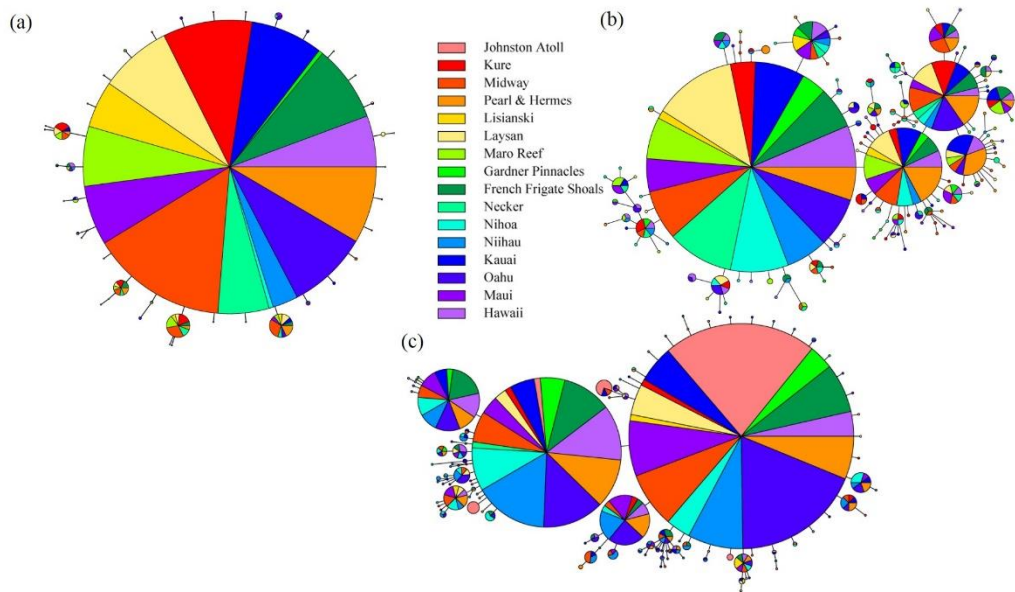 (a)
(b)
Johnston Atoll
Kure
Midway
Pearl & Hermes
Lisianski
Laysan
Maro Reef
Gardner Pinnacles
French Frigate Shoals
Necker
Nihoa
Niihau
Kauai
Oahu
Maui
Hawaii
(c)